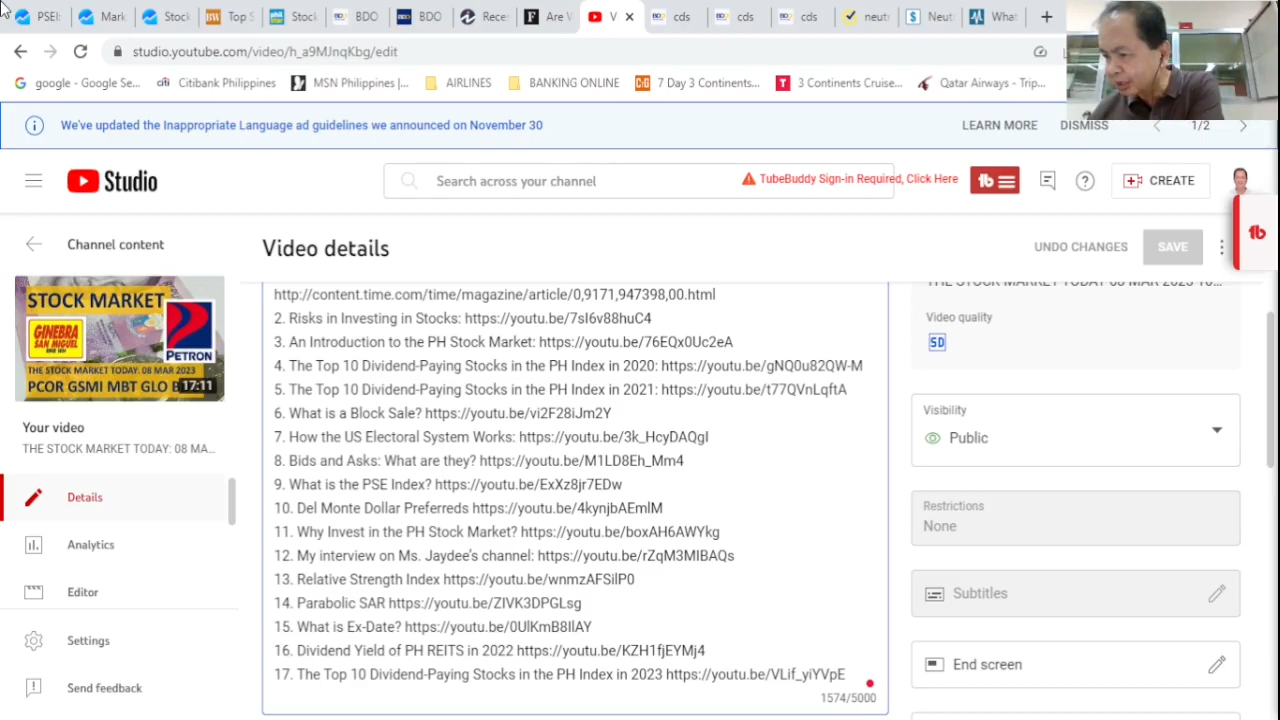 PSEI:
Mark
Stock
BW
Top S
Stock
BDO
BDO
BDO
Rece
F
Are V
V
cds
cds
cds
neutr
$
Neutr
What
studio.youtube.com/video/h_a9MJnqKbg/edit
G google - Google Se...
citi Citibank Philippines
MSN Philippines |...
AIRLINES
BANKING ONLINE
7 Day 3 Continents...
T 3 Continents Cruise...
Qatar Airways - Trip...
We've updated the Inappropriate Language ad guidelines we announced on November 30
LEARN MORE
DISMISS
1/2
Studio
Search across your channel
TubeBuddy Sign-in Required, Click Here
tb
?
CREATE
Channel content
Video details
UNDO CHANGES
SAVE
tb
STOCK MARKET
GINEBRA
SAN MIGUEL
PETRON
THE STOCK MARKET TODAY: 08 MAR 2023
PCOR GSMI MBT GLO B
17:11
Your video
THE STOCK MARKET TODAY: 08 MA...
Details
Analytics
Editor
Settings
Send feedback
http://content.time.com/time/magazine/article/0,9171,947398,00.html
2. Risks in Investing in Stocks: https://youtu.be/7sI6v88huC4
3. An Introduction to the PH Stock Market: https://youtu.be/76EQx0Uc2eA
4. The Top 10 Dividend-Paying Stocks in the PH Index in 2020: https://youtu.be/gNQ0u82QW-M
5. The Top 10 Dividend-Paying Stocks in the PH Index in 2021: https://youtu.be/t77QVnLqftA
6. What is a Block Sale? https://youtu.be/vi2F28iJm2Y
7. How the US Electoral System Works: https://youtu.be/3k_HcyDAQgI
8. Bids and Asks: What are they? https://youtu.be/M1LD8Eh_Mm4
9. What is the PSE Index? https://youtu.be/ExXz8jr7EDw
10. Del Monte Dollar Preferreds https://youtu.be/4kynjbAEmlM
11. Why Invest in the PH Stock Market? https://youtu.be/boxAH6AWYkg
12. My interview on Ms. Jaydee's channel: https://youtu.be/rZqM3MIBAQs
13. Relative Strength Index https://youtu.be/wnmzAFSilP0
14. Parabolic SAR https://youtu.be/ZIVK3DPGLsg
15. What is Ex-Date? https://youtu.be/0UlKmB8IlAY
16. Dividend Yield of PH REITS in 2022 https://youtu.be/KZH1fjEYMj4
17. The Top 10 Dividend-Paying Stocks in the PH Index in 2023 https://youtu.be/VLif_yiYVpE
1574/5000
THE STOCK MARKET TODAY 08 MAR 2023 10...
Video quality
SD
Visibility
Public
Restrictions
None
Subtitles
End screen